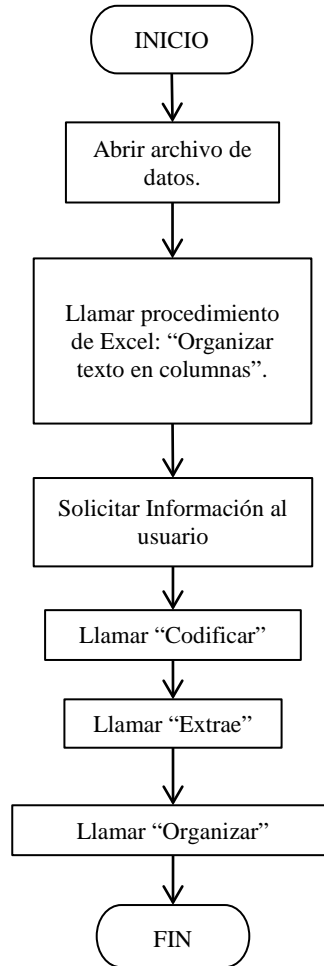 INICIO
Abrir archivo de
datos.
Llamar procedimiento
de Excel: “Organizar
texto en columnas”.
Solicitar Información al
usuario
Llamar “Codificar”
Llamar “Extrae”
Llamar “Organizar”
FIN